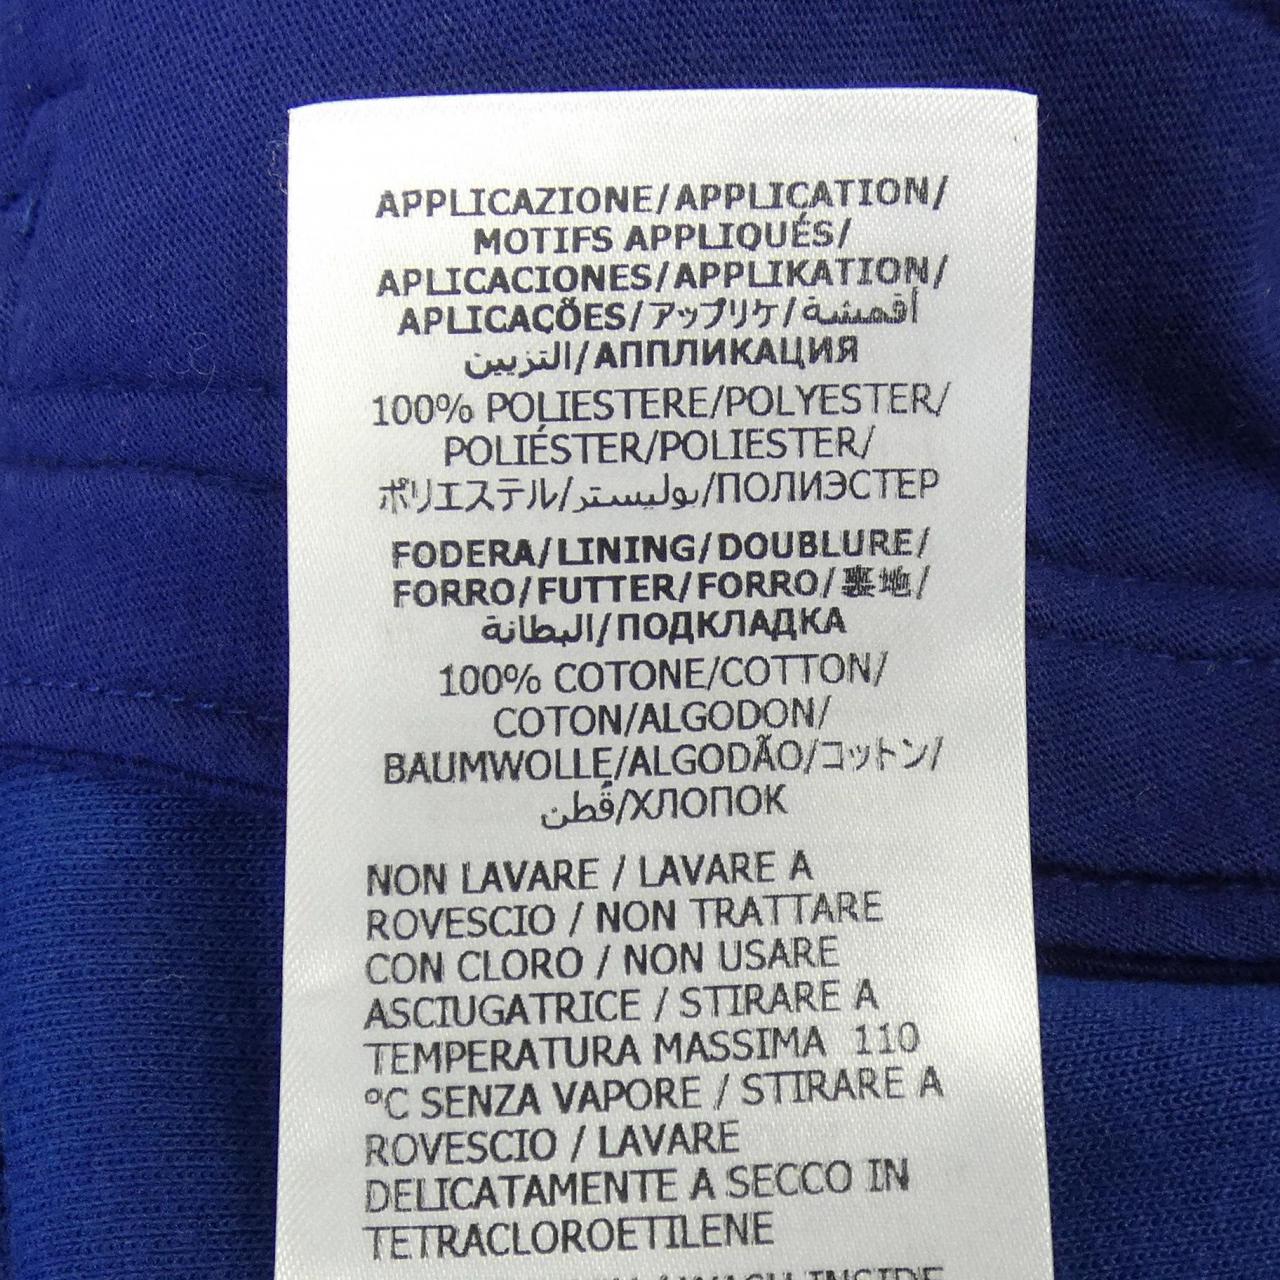 APPLICAZIONE/APPLICATION/
MOTIFS APPLIQUÉS/
APLICACIONES/APPLIKATION/
APLICAÇÕES/アップリケ/أقمشة
التزيين/АППЛИКАЦИЯ
100% POLIESTERE/POLYESTER/
POLIÉSTER/POLIESTER/
ポリエステル/بوليستر/ПОЛИЭСТЕР
FODERA/LINING/DOUBLURE/
FORRO/FUTTER/FORRO/裏地/
البطانة/ПОДКЛАДКА
100% COTONE/COTTON/
COTON/ALGODON/
BAUMWOLLE/ALGODÃO/コットン/
قُطن/ХЛОПОК
NON LAVARE / LAVARE A
ROVESCIO / NON TRATTARE
CON CLORO / NON USARE
ASCIUGATRICE / STIRARE A
TEMPERATURA MASSIMA 110
°C SENZA VAPORE / STIRARE A
ROVESCIO / LAVARE
DELICATAMENTE A SECCO IN
TETRACLOROETILENE
WASH INSIDE